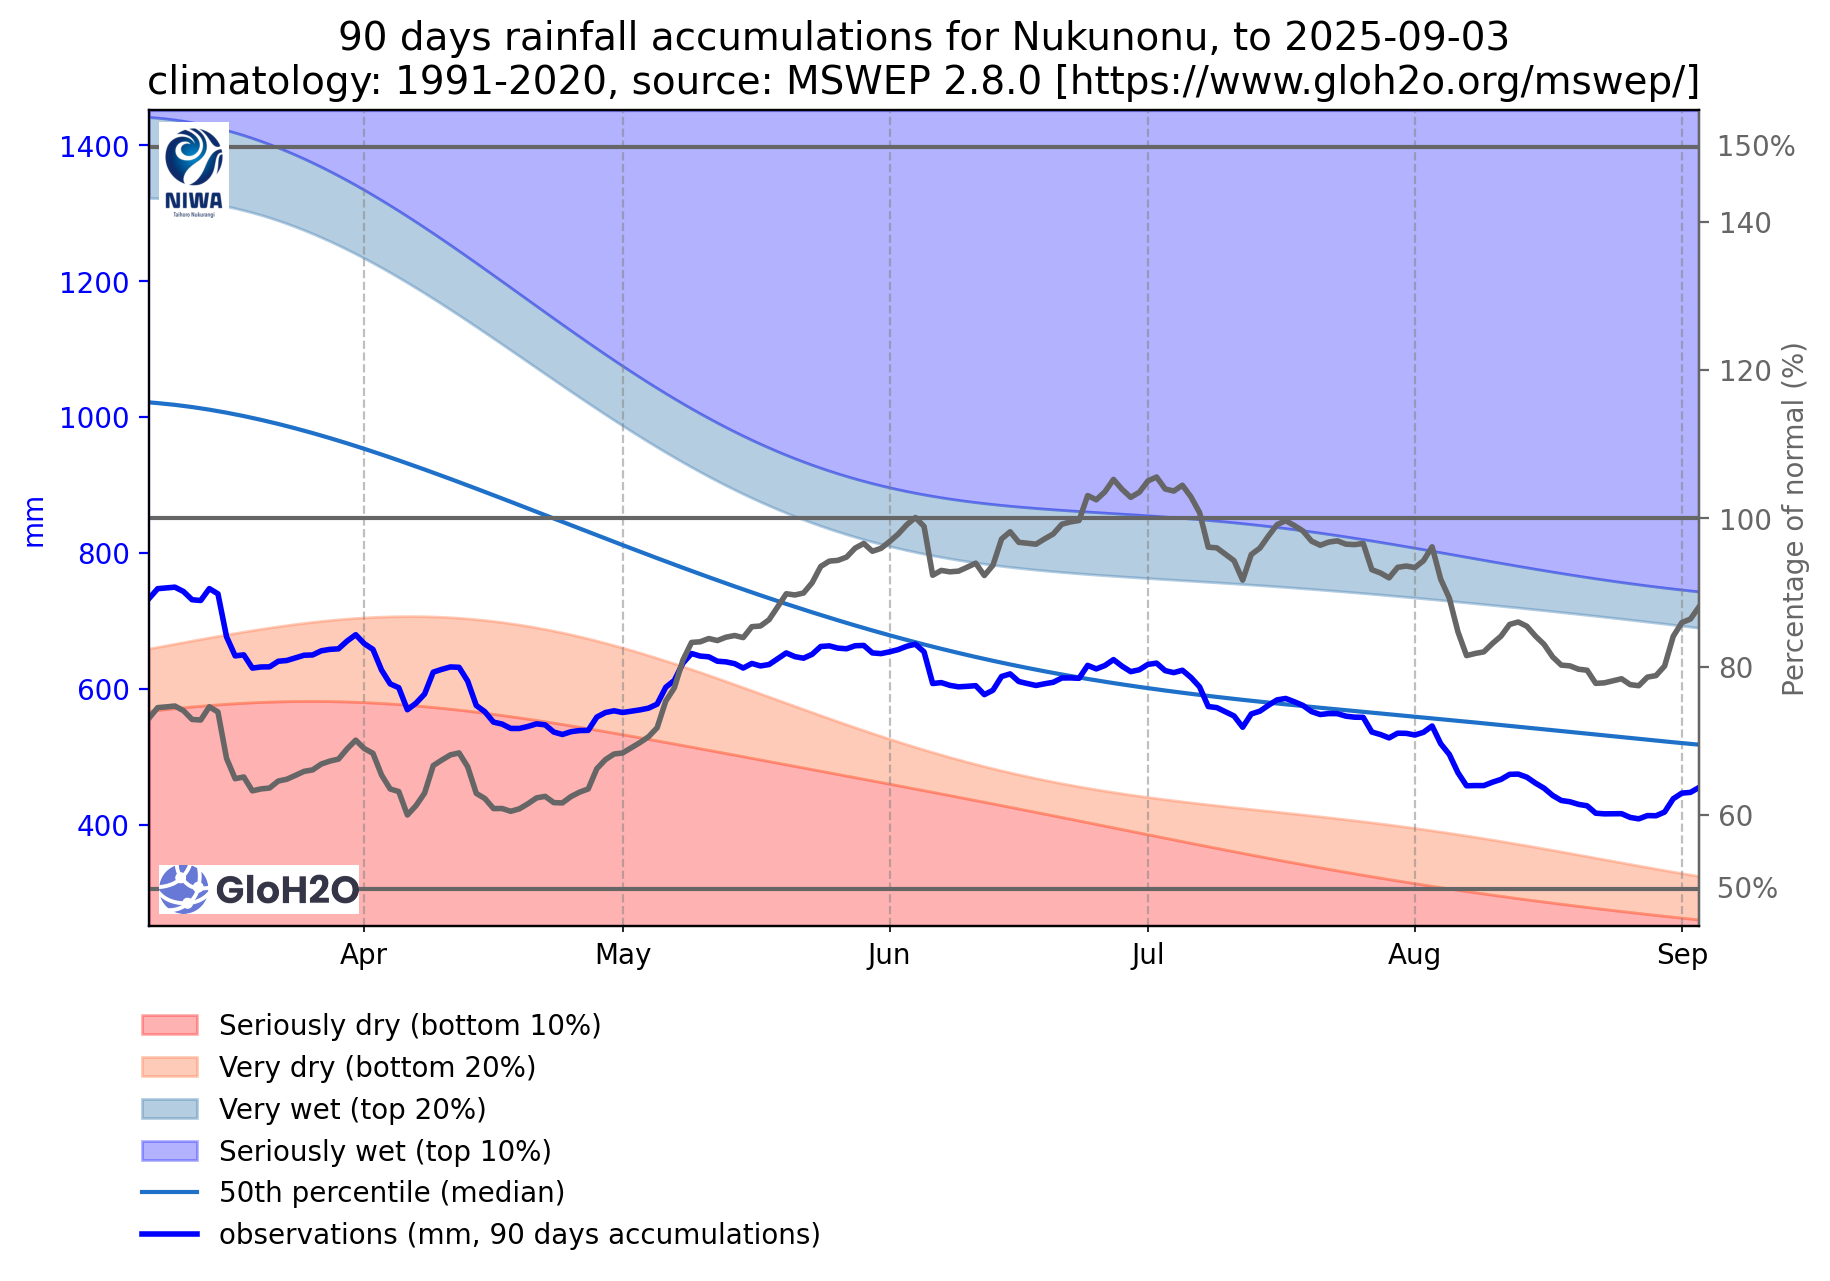 90 days rainfall accumulations for Nukunonu, to 2025-09-03
climatology: 1991-2020, source: MSWEP 2.8.0 [https://www.gloh2o.org/mswep/]
1400
1200
1000
800
600
400
mm
150%
140
120
100
80
60
50%
Percentage of normal (%)
NIWA
Taihoro Nukurangi
GloH2O
Apr
May
Jun
Jul
Aug
Sep
Seriously dry (bottom 10%)
Very dry (bottom 20%)
Very wet (top 20%)
Seriously wet (top 10%)
50th percentile (median)
observations (mm, 90 days accumulations)